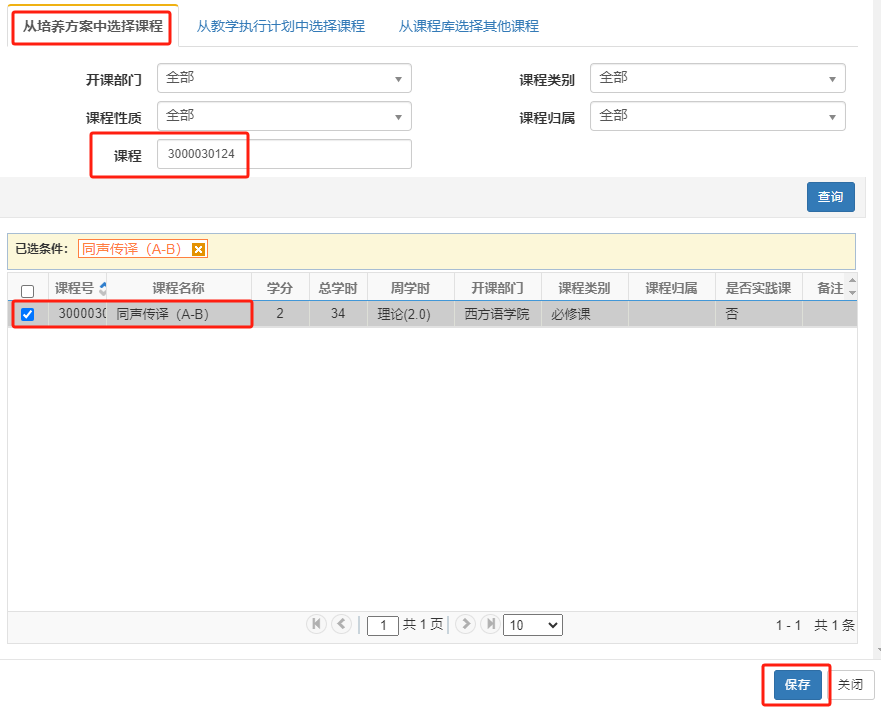 从培养方案中选择课程 从教学执行计划中选择课程 从课程库选择其他课程
开课部门 全部 课程类别 全部
课程性质 全部 课程归属 全部
课程 3000030124
查询
已选条件： 同声传译（A-B）
课程号 课程名称 学分 总学时 周学时 开课部门 课程类别 课程归属 是否实践课 备注
300003 同声传译（A-B） 2 34 理论(2.0) 西方语学院 必修课 否
1 共 1 页 10 1 - 1 共 1 条
保存 关闭